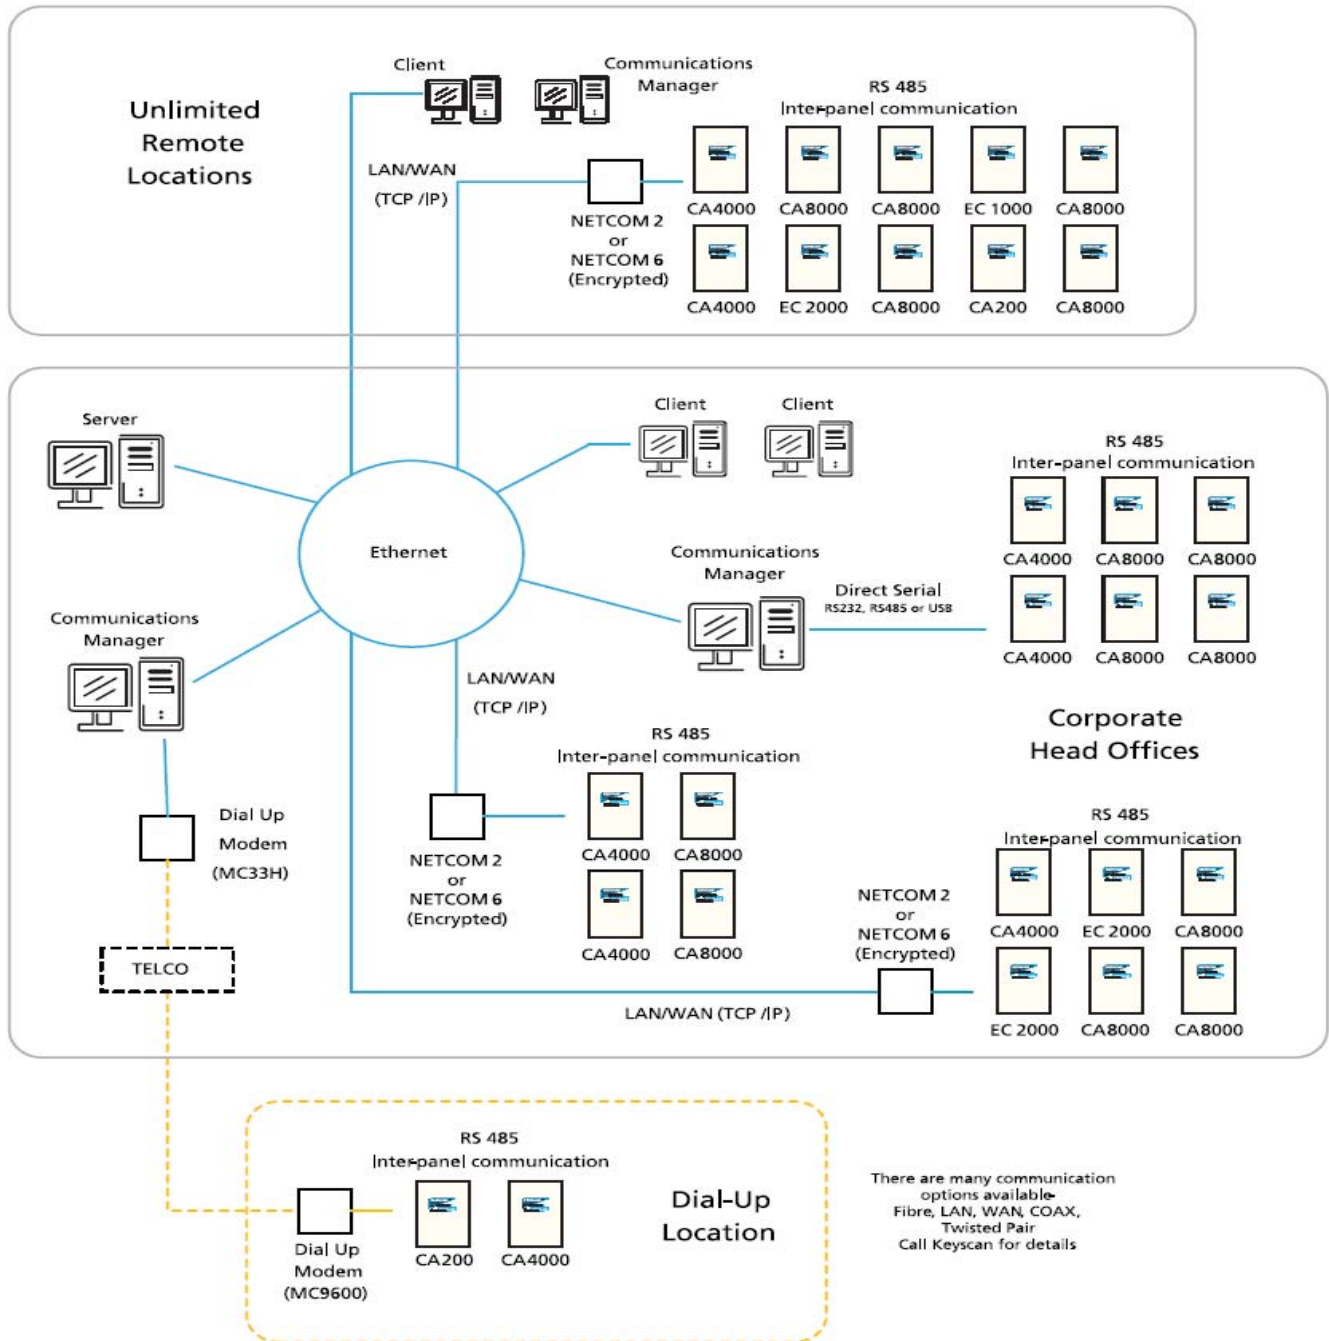 Unlimited
Remote
Locations
Client
Communications
Manager
RS 485
Inter-panel communication
LAN/WAN
(TCP /IP)
NETCOM 2
or
NETCOM 6
(Encrypted)
CA4000 CA8000 CA8000 EC 1000 CA8000
CA4000 EC 2000 CA8000 CA200 CA8000
Server
Client
Client
RS 485
Inter-panel communication
CA4000 CA8000 CA8000
CA4000 CA8000 CA8000
Ethernet
Communications
Manager
Direct Serial
RS232, RS485 or USB
Communications
Manager
LAN/WAN
(TCP /IP)
Corporate
Head Offices
RS 485
Inter-panel communication
CA4000 CA8000
CA4000 CA8000
NETCOM 2
or
NETCOM 6
(Encrypted)
Dial Up
Modem
(MC33H)
TELCO
RS 485
Inter-panel communication
CA4000 EC 2000 CA8000
EC 2000 CA8000 CA8000
NETCOM 2
or
NETCOM 6
(Encrypted)
LAN/WAN (TCP /IP)
RS 485
Inter-panel communication
CA200 CA4000
Dial Up
Modem
(MC9600)
Dial-Up
Location
There are many communication
options available-
Fibre, LAN, WAN, COAX,
Twisted Pair
Call Keyscan for details